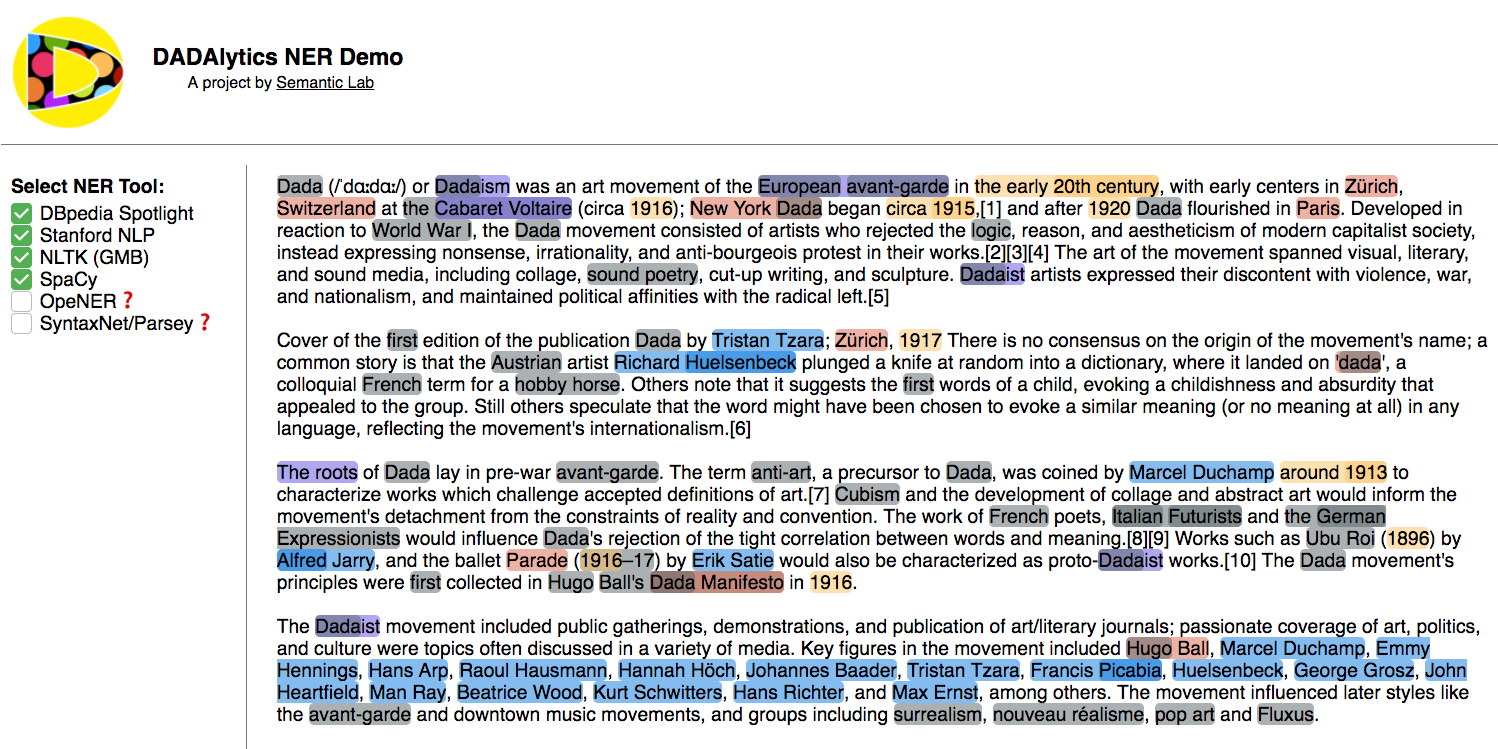 DADAlytics NER Demo
A project by Semantic Lab
Select NER Tool:
DBpedia Spotlight
Stanford NLP
NLTK (GMB)
SpaCy
OpeNER ❓
SyntaxNet/Parsey ❓
Dada (/ˈdɑːdɑː/) or Dadaism was an art movement of the European avant-garde in the early 20th century, with early centers in Zürich,
Switzerland at the Cabaret Voltaire (circa 1916); New York Dada began circa 1915,[1] and after 1920 Dada flourished in Paris. Developed in
reaction to World War I, the Dada movement consisted of artists who rejected the logic, reason, and aestheticism of modern capitalist society,
instead expressing nonsense, irrationality, and anti-bourgeois protest in their works.[2][3][4] The art of the movement spanned visual, literary,
and sound media, including collage, sound poetry, cut-up writing, and sculpture. Dadaist artists expressed their discontent with violence, war,
and nationalism, and maintained political affinities with the radical left.[5]
Cover of the first edition of the publication Dada by Tristan Tzara; Zürich, 1917 There is no consensus on the origin of the movement's name; a
common story is that the Austrian artist Richard Huelsenbeck plunged a knife at random into a dictionary, where it landed on 'dada', a
colloquial French term for a hobby horse. Others note that it suggests the first words of a child, evoking a childishness and absurdity that
appealed to the group. Still others speculate that the word might have been chosen to evoke a similar meaning (or no meaning at all) in any
language, reflecting the movement's internationalism.[6]
The roots of Dada lay in pre-war avant-garde. The term anti-art, a precursor to Dada, was coined by Marcel Duchamp around 1913 to
characterize works which challenge accepted definitions of art.[7] Cubism and the development of collage and abstract art would inform the
movement's detachment from the constraints of reality and convention. The work of French poets, Italian Futurists and the German
Expressionists would influence Dada's rejection of the tight correlation between words and meaning.[8][9] Works such as Ubu Roi (1896) by
Alfred Jarry, and the ballet Parade (1916–17) by Erik Satie would also be characterized as proto-Dadaist works.[10] The Dada movement's
principles were first collected in Hugo Ball's Dada Manifesto in 1916.
The Dadaist movement included public gatherings, demonstrations, and publication of art/literary journals; passionate coverage of art, politics,
and culture were topics often discussed in a variety of media. Key figures in the movement included Hugo Ball, Marcel Duchamp, Emmy
Hennings, Hans Arp, Raoul Hausmann, Hannah Höch, Johannes Baader, Tristan Tzara, Francis Picabia, Huelsenbeck, George Grosz, John
Heartfield, Man Ray, Beatrice Wood, Kurt Schwitters, Hans Richter, and Max Ernst, among others. The movement influenced later styles like
the avant-garde and downtown music movements, and groups including surrealism, nouveau réalisme, pop art and Fluxus.